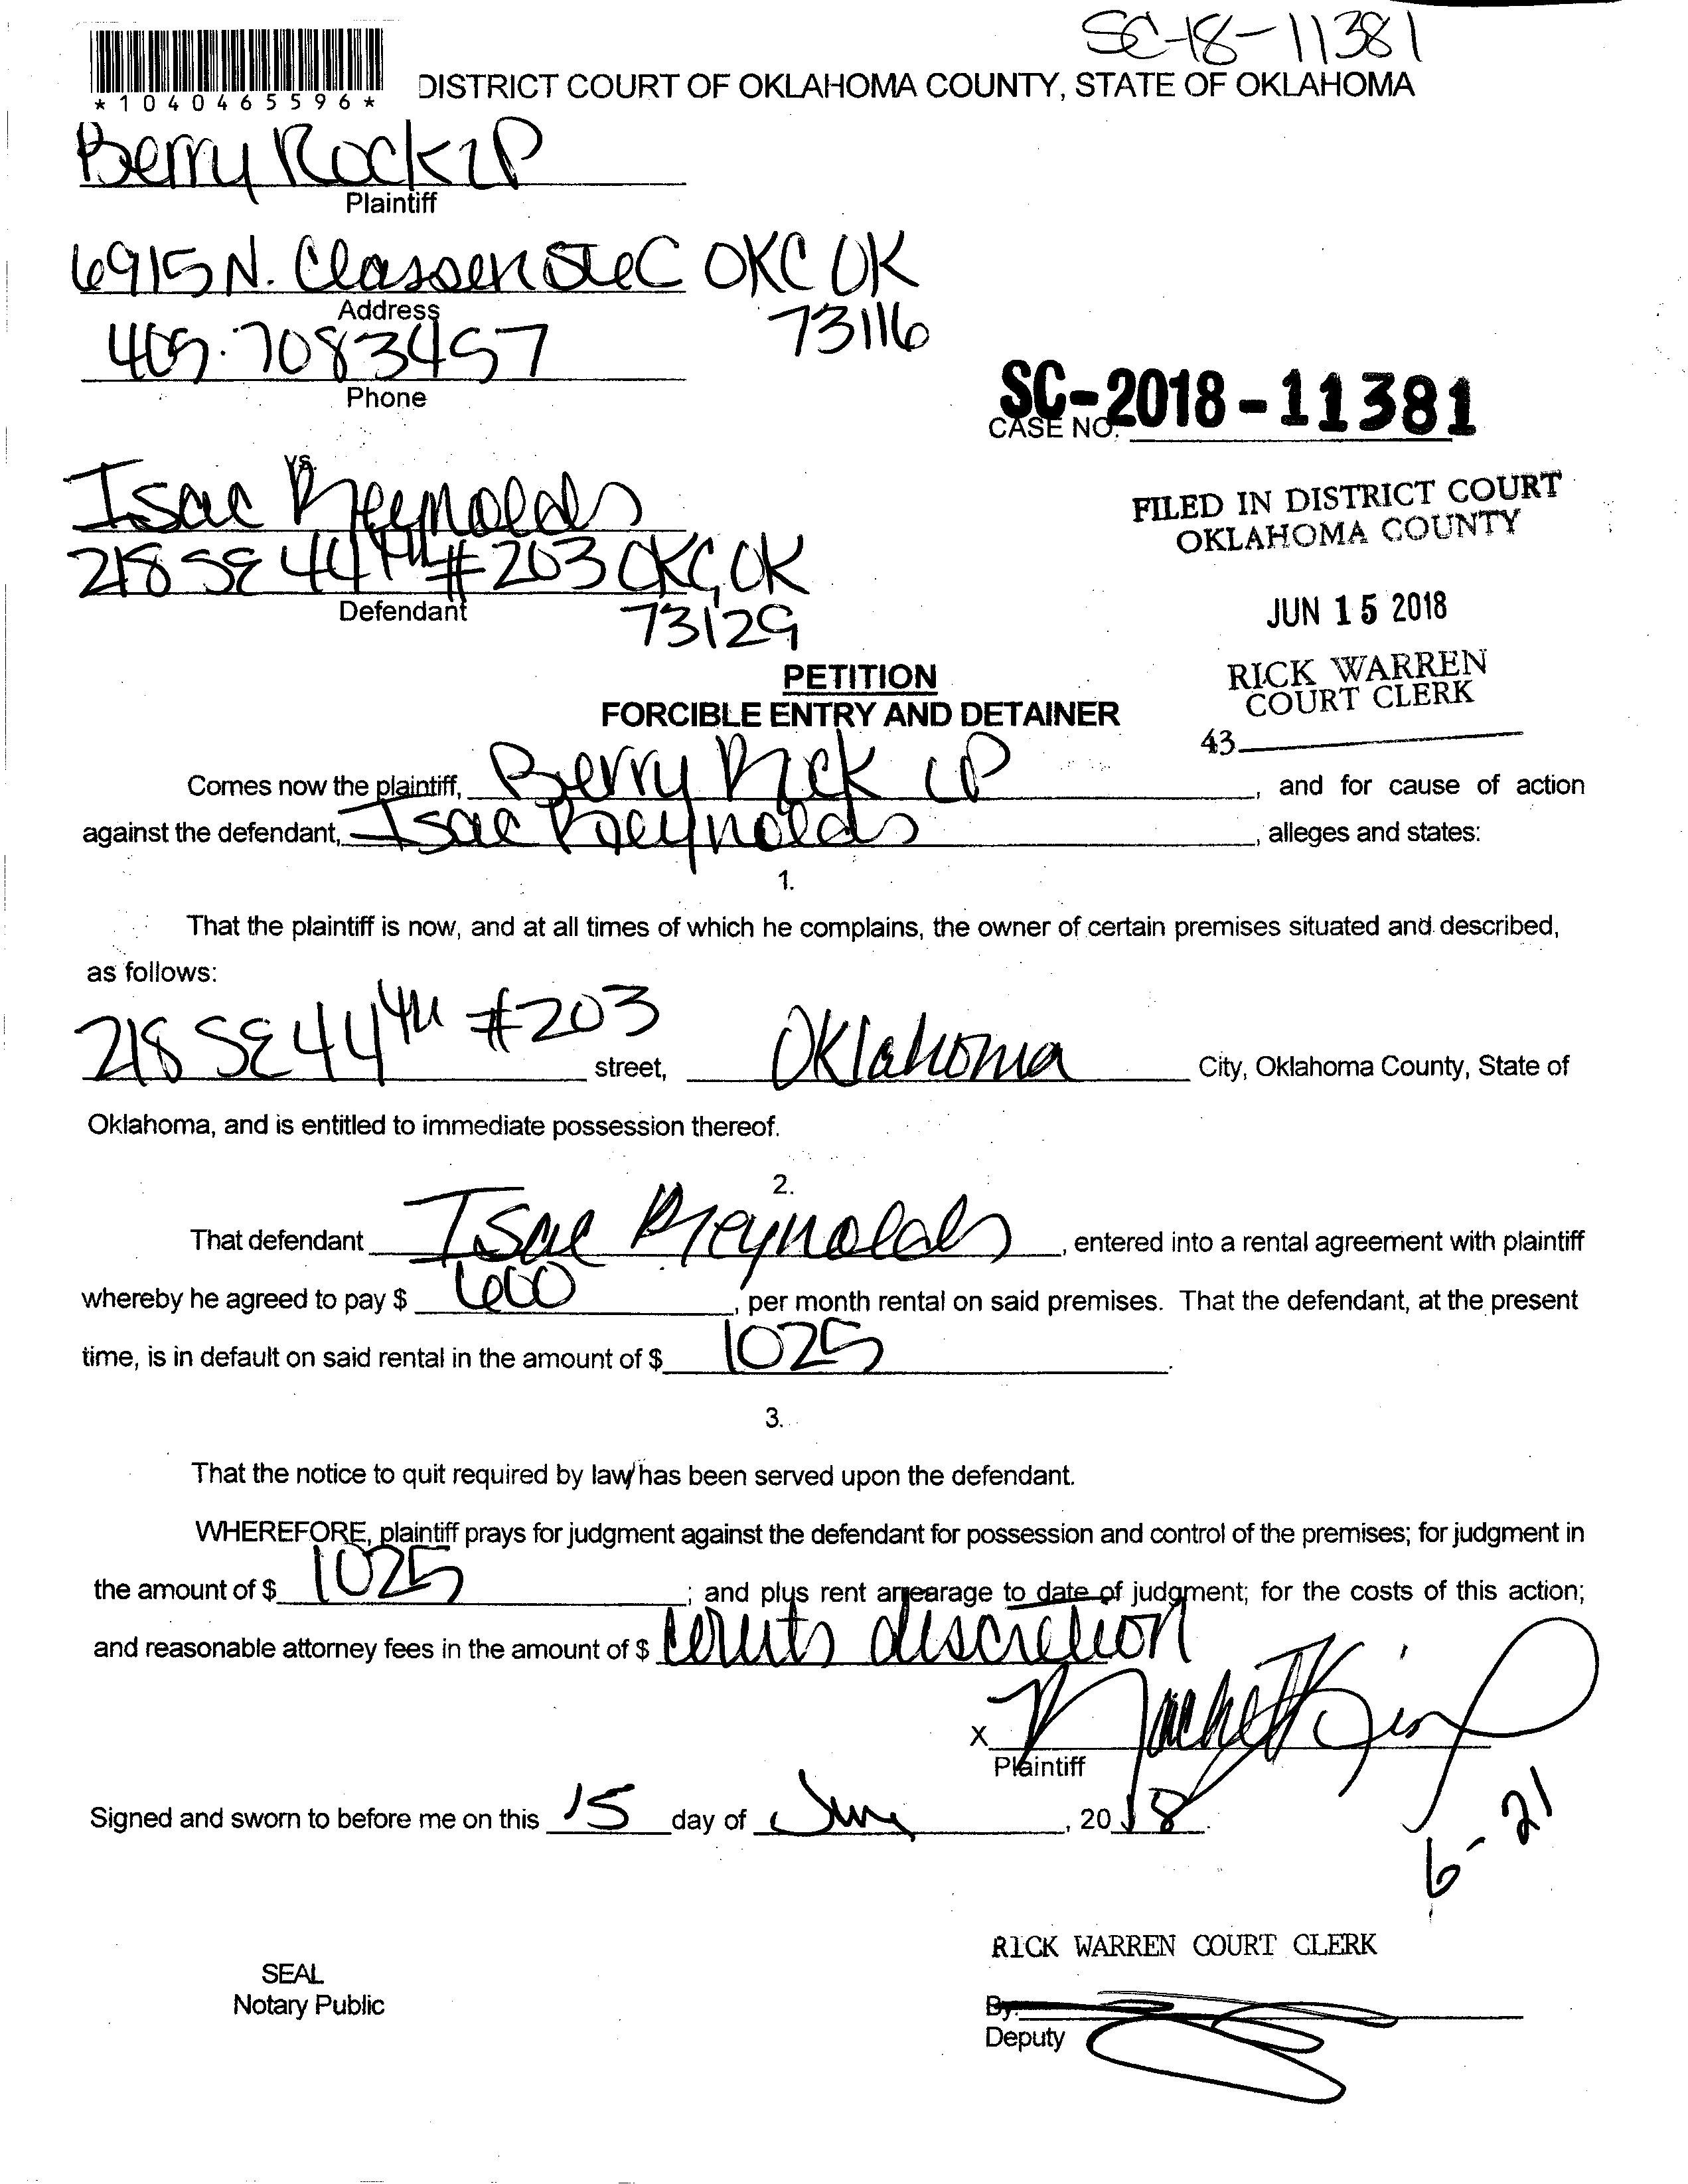 SC-18-11381
*1040465596*
DISTRICT COURT OF OKLAHOMA COUNTY, STATE OF OKLAHOMA
Berry Rock LP
Plaintiff
6915 N. Classen Ste C OKC OK
Address
73116
405.7083457
Phone
SC-2018-11381
CASE NO.
vs.
Isac Reynolds
FILED IN DISTRICT COURT
OKLAHOMA COUNTY
218 SE 44TH #203 OKC, OK
Defendant
73129
JUN 15 2018
PETITION
RICK WARREN
COURT CLERK
FORCIBLE ENTRY AND DETAINER
43
Comes now the plaintiff, Berry Rock LP, and for cause of action
against the defendant, Isac Reynolds, alleges and states:
1.
That the plaintiff is now, and at all times of which he complains, the owner of certain premises situated and described,
as follows:
218 SE 44th #203 street, Oklahoma City, Oklahoma County, State of
Oklahoma, and is entitled to immediate possession thereof.
2.
That defendant Isac Reynolds, entered into a rental agreement with plaintiff
whereby he agreed to pay $ 600, per month rental on said premises. That the defendant, at the present
time, is in default on said rental in the amount of $ 1025.
3.
That the notice to quit required by law has been served upon the defendant.
WHEREFORE, plaintiff prays for judgment against the defendant for possession and control of the premises; for judgment in
the amount of $ 1025; and plus rent arrearage to date of judgment; for the costs of this action;
and reasonable attorney fees in the amount of $ courts discretion
X
Plaintiff
Signed and sworn to before me on this 15 day of June, 2018.
6-21
RICK WARREN COURT CLERK
SEAL
Notary Public
By:
Deputy